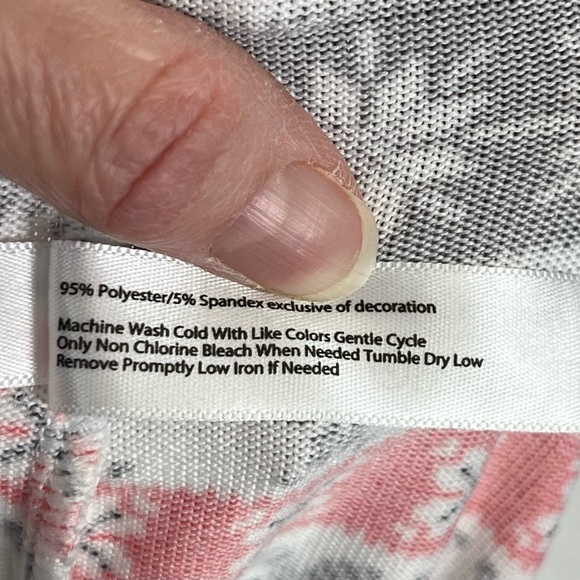 95% Polyester/5% Spandex exclusive of decoration
Machine Wash Cold With Like Colors Gentle Cycle
Only Non Chlorine Bleach When Needed Tumble Dry Low
Remove Promptly Low Iron If Needed